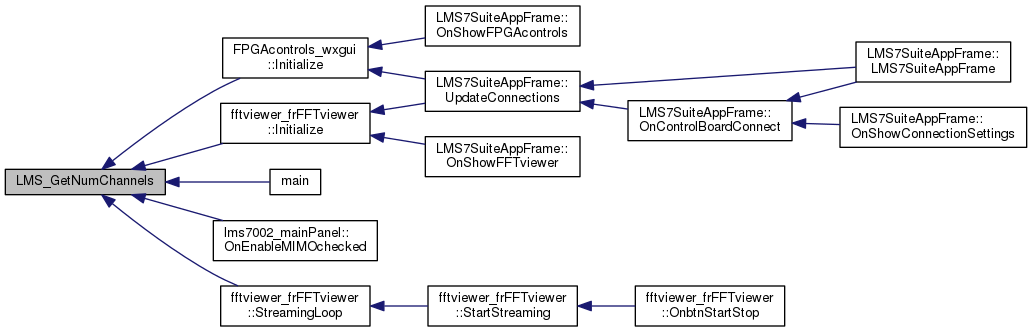 LMS7SuiteAppFrame::
OnShowFPGAcontrols
FPGAcontrols_wxgui
::Initialize
LMS7SuiteAppFrame::
LMS7SuiteAppFrame
LMS7SuiteAppFrame::
UpdateConnections
fftviewer_frFFTviewer
::Initialize
LMS7SuiteAppFrame::
OnControlBoardConnect
LMS7SuiteAppFrame::
OnShowConnectionSettings
LMS7SuiteAppFrame::
OnShowFFTviewer
LMS_GetNumChannels
main
lms7002_mainPanel::
OnEnableMIMOchecked
fftviewer_frFFTviewer
::StreamingLoop
fftviewer_frFFTviewer
::StartStreaming
fftviewer_frFFTviewer
::OnbtnStartStop